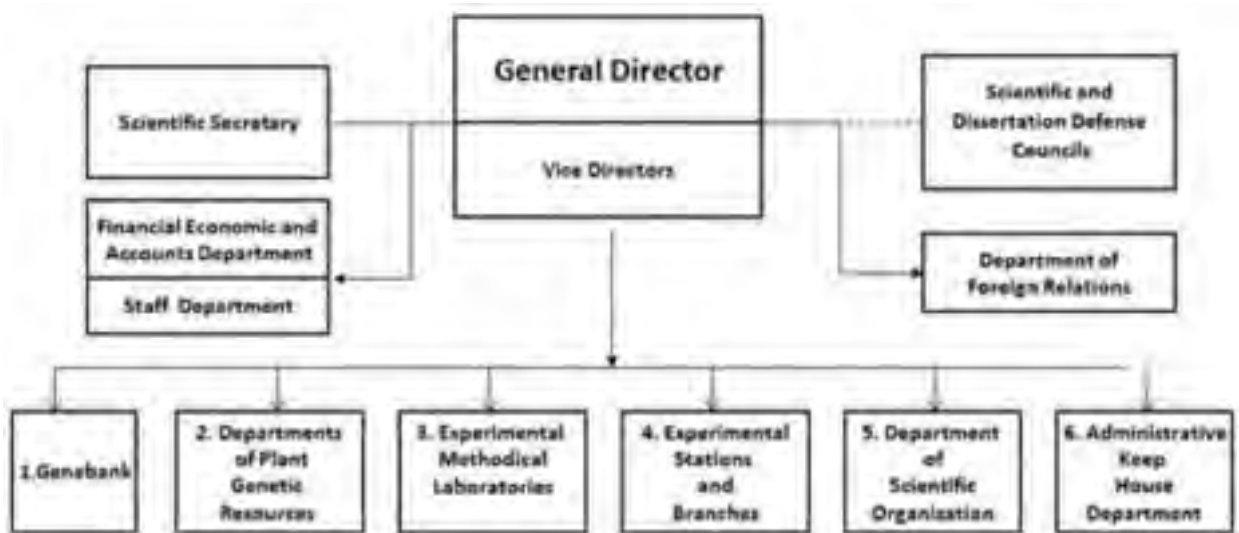 General Director
Vice Directors
Scientific Secretary
Scientific and
Dissertation Defense
Councils
Financial Economic and
Accounts Department
Staff Department
Department of
Foreign Relations
1.Genebank
2. Departments
of Plant
Genetic
Resources
3. Experimental
Methodical
Laboratories
4. Experimental
Stations
and
Branches
5. Department
of
Scientific
Organization
6. Administrative
Keep
House
Department